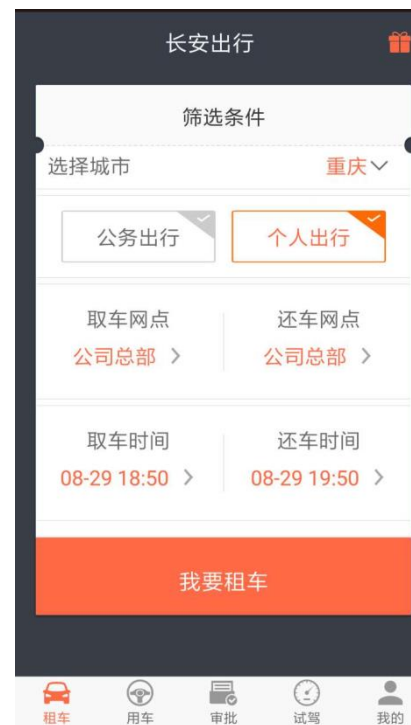 长安出行
筛选条件
选择城市 重庆
公务出行 个人出行
取车网点 还车网点
公司总部 公司总部
取车时间 还车时间
08-29 18:50 08-29 19:50
我要租车
租车 用车 审批 试驾 我的